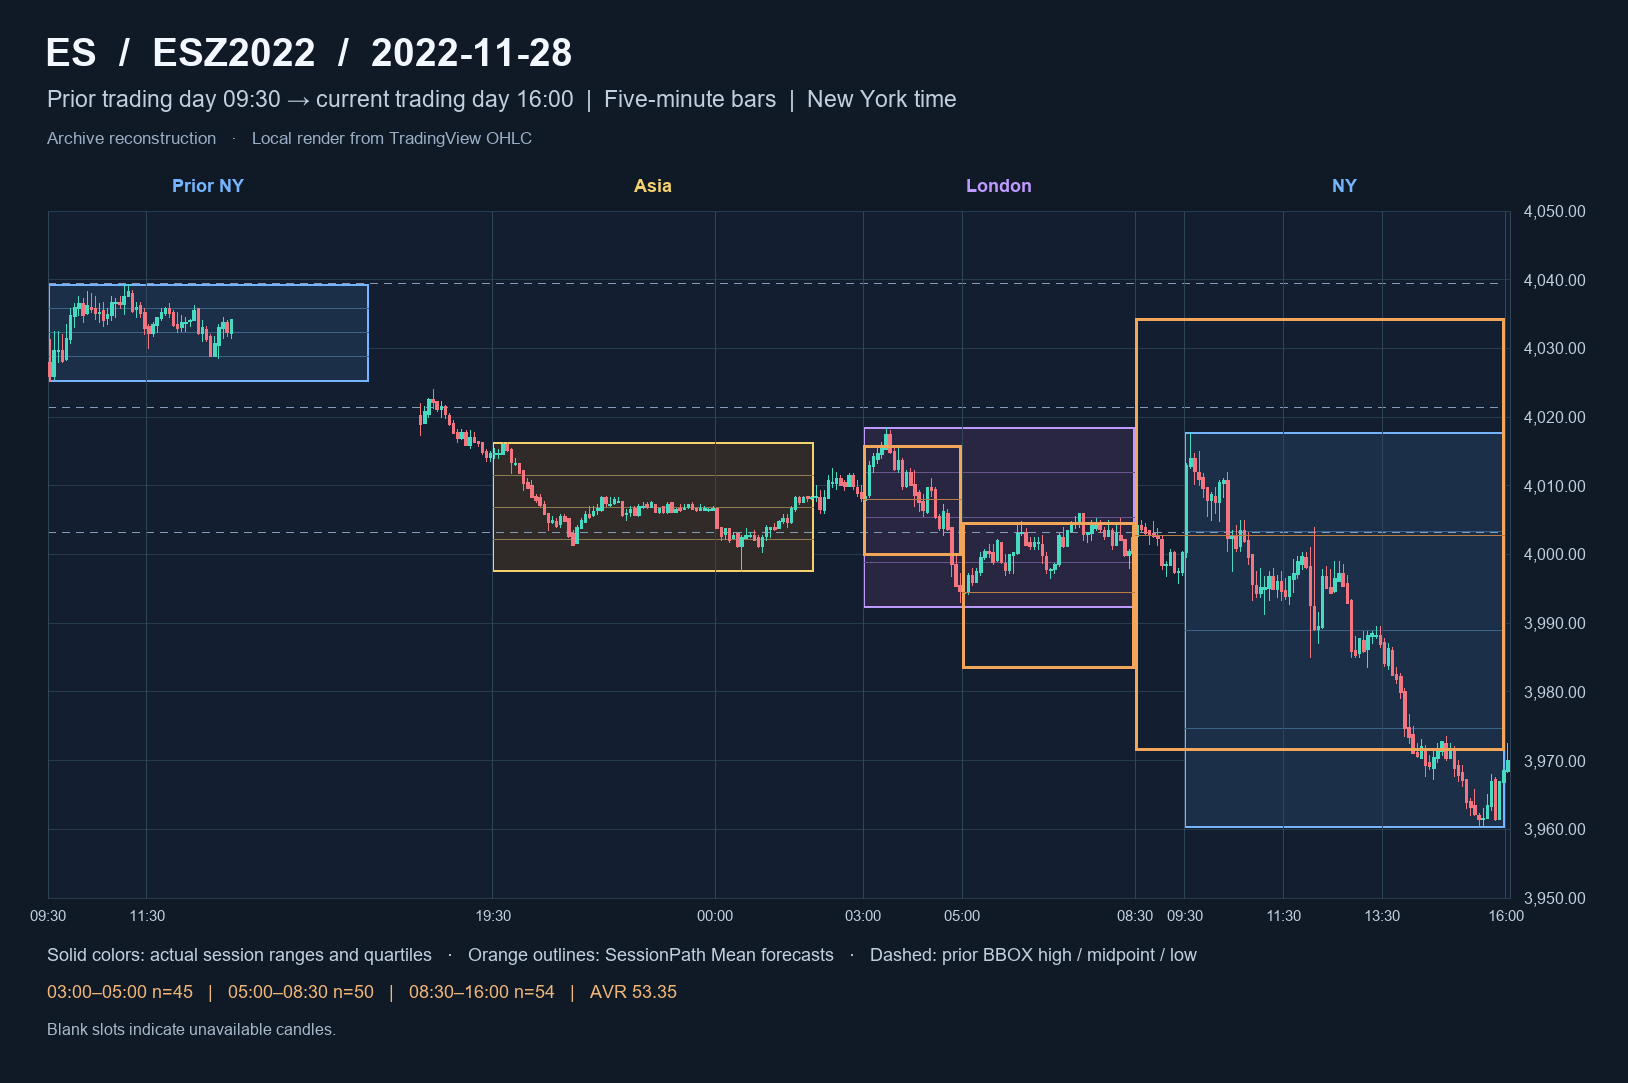 ES / ESZ2022 / 2022-11-28
Prior trading day 09:30 → current trading day 16:00 | Five-minute bars | New York time
Archive reconstruction · Local render from TradingView OHLC
Prior NY Asia London NY
4,050.00
4,040.00
4,030.00
4,020.00
4,010.00
4,000.00
3,990.00
3,980.00
3,970.00
3,960.00
3,950.00
09:30 11:30 19:30 00:00 03:00 05:00 08:30 09:30 11:30 13:30 16:00
Solid colors: actual session ranges and quartiles · Orange outlines: SessionPath Mean forecasts · Dashed: prior BBOX high / midpoint / low
03:00–05:00 n=45 | 05:00–08:30 n=50 | 08:30–16:00 n=54 | AVR 53.35
Blank slots indicate unavailable candles.